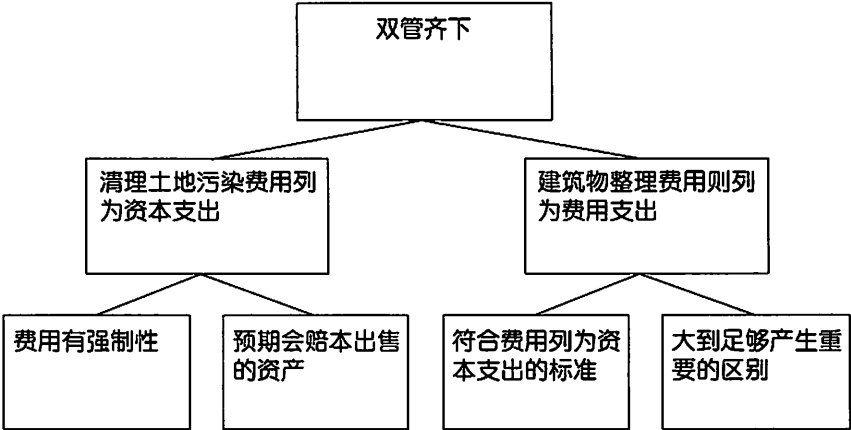 双管齐下
清理土地污染费用列
为资本支出
建筑物整理费用则列
为费用支出
费用有强制性
预期会赔本出售
的资产
符合费用列为资
本支出的标准
大到足够产生重
要的区别